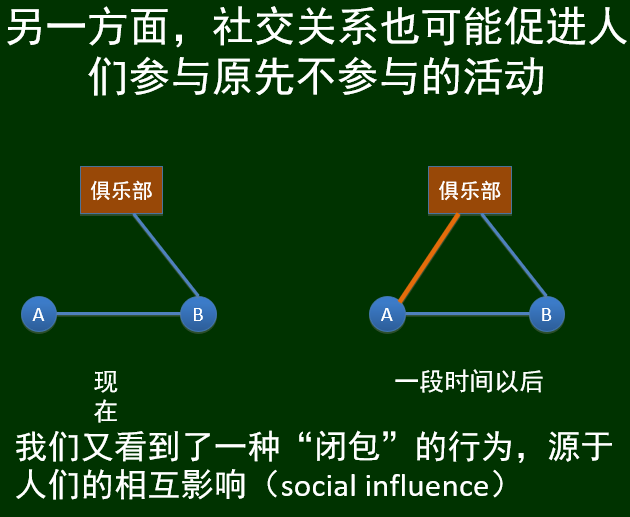 另一方面，社交关系也可能促进人
们参与原先不参与的活动
俱乐部
俱乐部
A
B
A
B
现
在
一段时间以后
我们又看到了一种“闭包”的行为，源于
人们的相互影响（social influence）